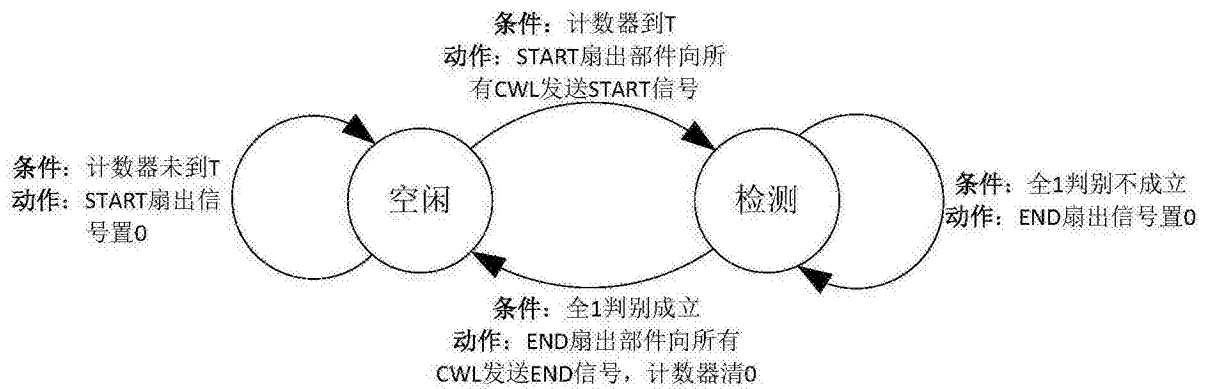 条件：计数器到T
动作：START扇出部件向所
有CWL发送START信号
条件：计数器未到T
动作：START扇出信
号置0
空闲
检测
条件：全1判别不成立
动作：END扇出信号置0
条件：全1判别成立
动作：END扇出部件向所有
CWL发送END信号，计数器清0